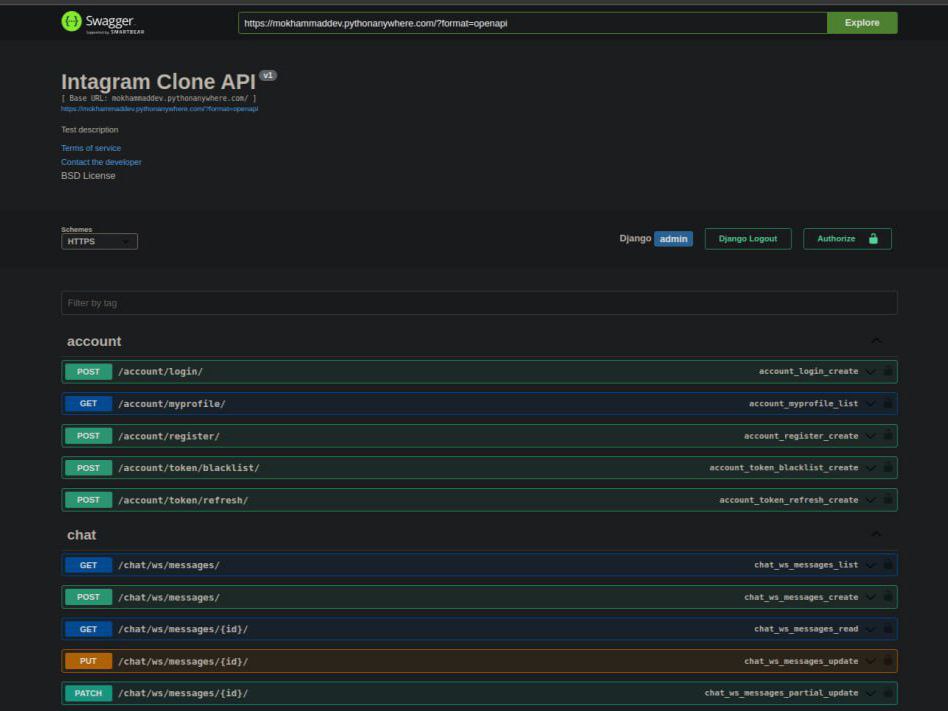 Swagger
Supported by SMARTBEAR
https://mokhammaddev.pythonanywhere.com/?format=openapi
Explore
Intagram Clone API v1
[ Base URL: mokhammaddev.pythonanywhere.com/ ]
https://mokhammaddev.pythonanywhere.com/?format=openapi
Test description
Terms of service
Contact the developer
BSD License
Schemes
HTTPS
Django admin
Django Logout
Authorize
Filter by tag
account
POST /account/login/ account_login_create
GET /account/myprofile/ account_myprofile_list
POST /account/register/ account_register_create
POST /account/token/blacklist/ account_token_blacklist_create
POST /account/token/refresh/ account_token_refresh_create
chat
GET /chat/ws/messages/ chat_ws_messages_list
POST /chat/ws/messages/ chat_ws_messages_create
GET /chat/ws/messages/{id}/ chat_ws_messages_read
PUT /chat/ws/messages/{id}/ chat_ws_messages_update
PATCH /chat/ws/messages/{id}/ chat_ws_messages_partial_update